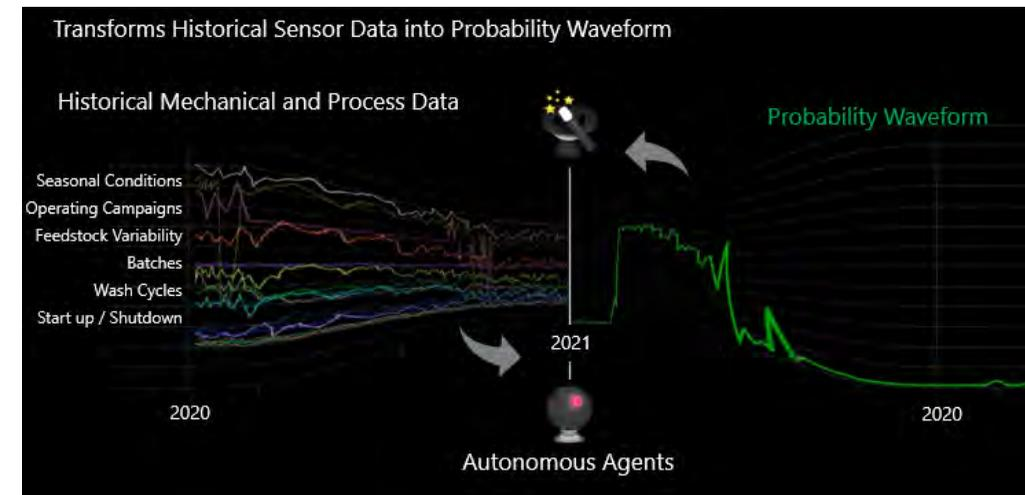 Transforms Historical Sensor Data into Probability Waveform
Historical Mechanical and Process Data
Probability Waveform
Seasonal Conditions
Operating Campaigns
Feedstock Variability
Batches
Wash Cycles
Start up / Shutdown
2021
2020
2020
Autonomous Agents